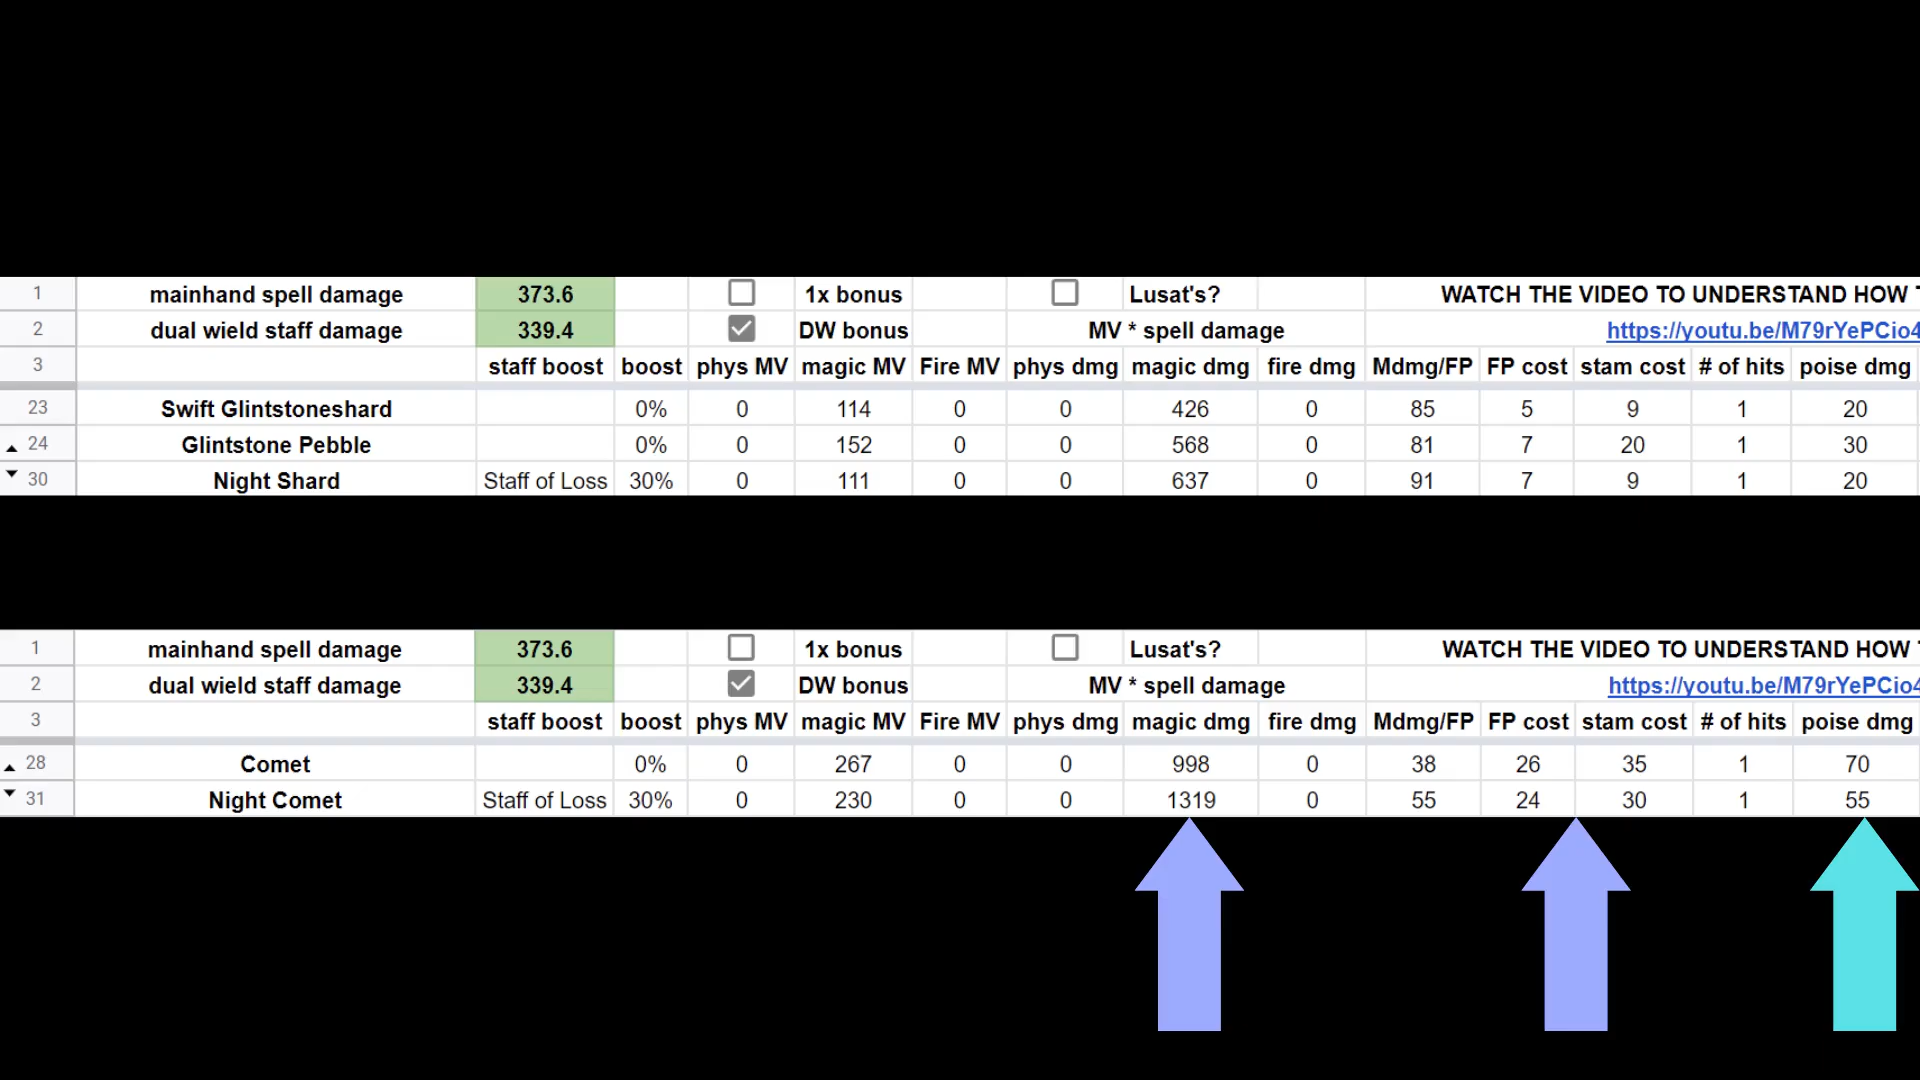 1 mainhand spell damage 373.6 1x bonus Lusat's? WATCH THE VIDEO TO UNDERSTAND HOW
2 dual wield staff damage 339.4 DW bonus MV * spell damage https://youtu.be/M79rYePCio4
3 staff boost boost phys MV magic MV Fire MV phys dmg magic dmg fire dmg Mdmg/FP FP cost stam cost # of hits poise dmg
23 Swift Glintstoneshard 0% 0 114 0 0 426 0 85 5 9 1 20
24 Glintstone Pebble 0% 0 152 0 0 568 0 81 7 20 1 30
30 Night Shard Staff of Loss 30% 0 111 0 0 637 0 91 7 9 1 20
1 mainhand spell damage 373.6 1x bonus Lusat's? WATCH THE VIDEO TO UNDERSTAND HOW
2 dual wield staff damage 339.4 DW bonus MV * spell damage https://youtu.be/M79rYePCio4
3 staff boost boost phys MV magic MV Fire MV phys dmg magic dmg fire dmg Mdmg/FP FP cost stam cost # of hits poise dmg
28 Comet 0% 0 267 0 0 998 0 38 26 35 1 70
31 Night Comet Staff of Loss 30% 0 230 0 0 1319 0 55 24 30 1 55